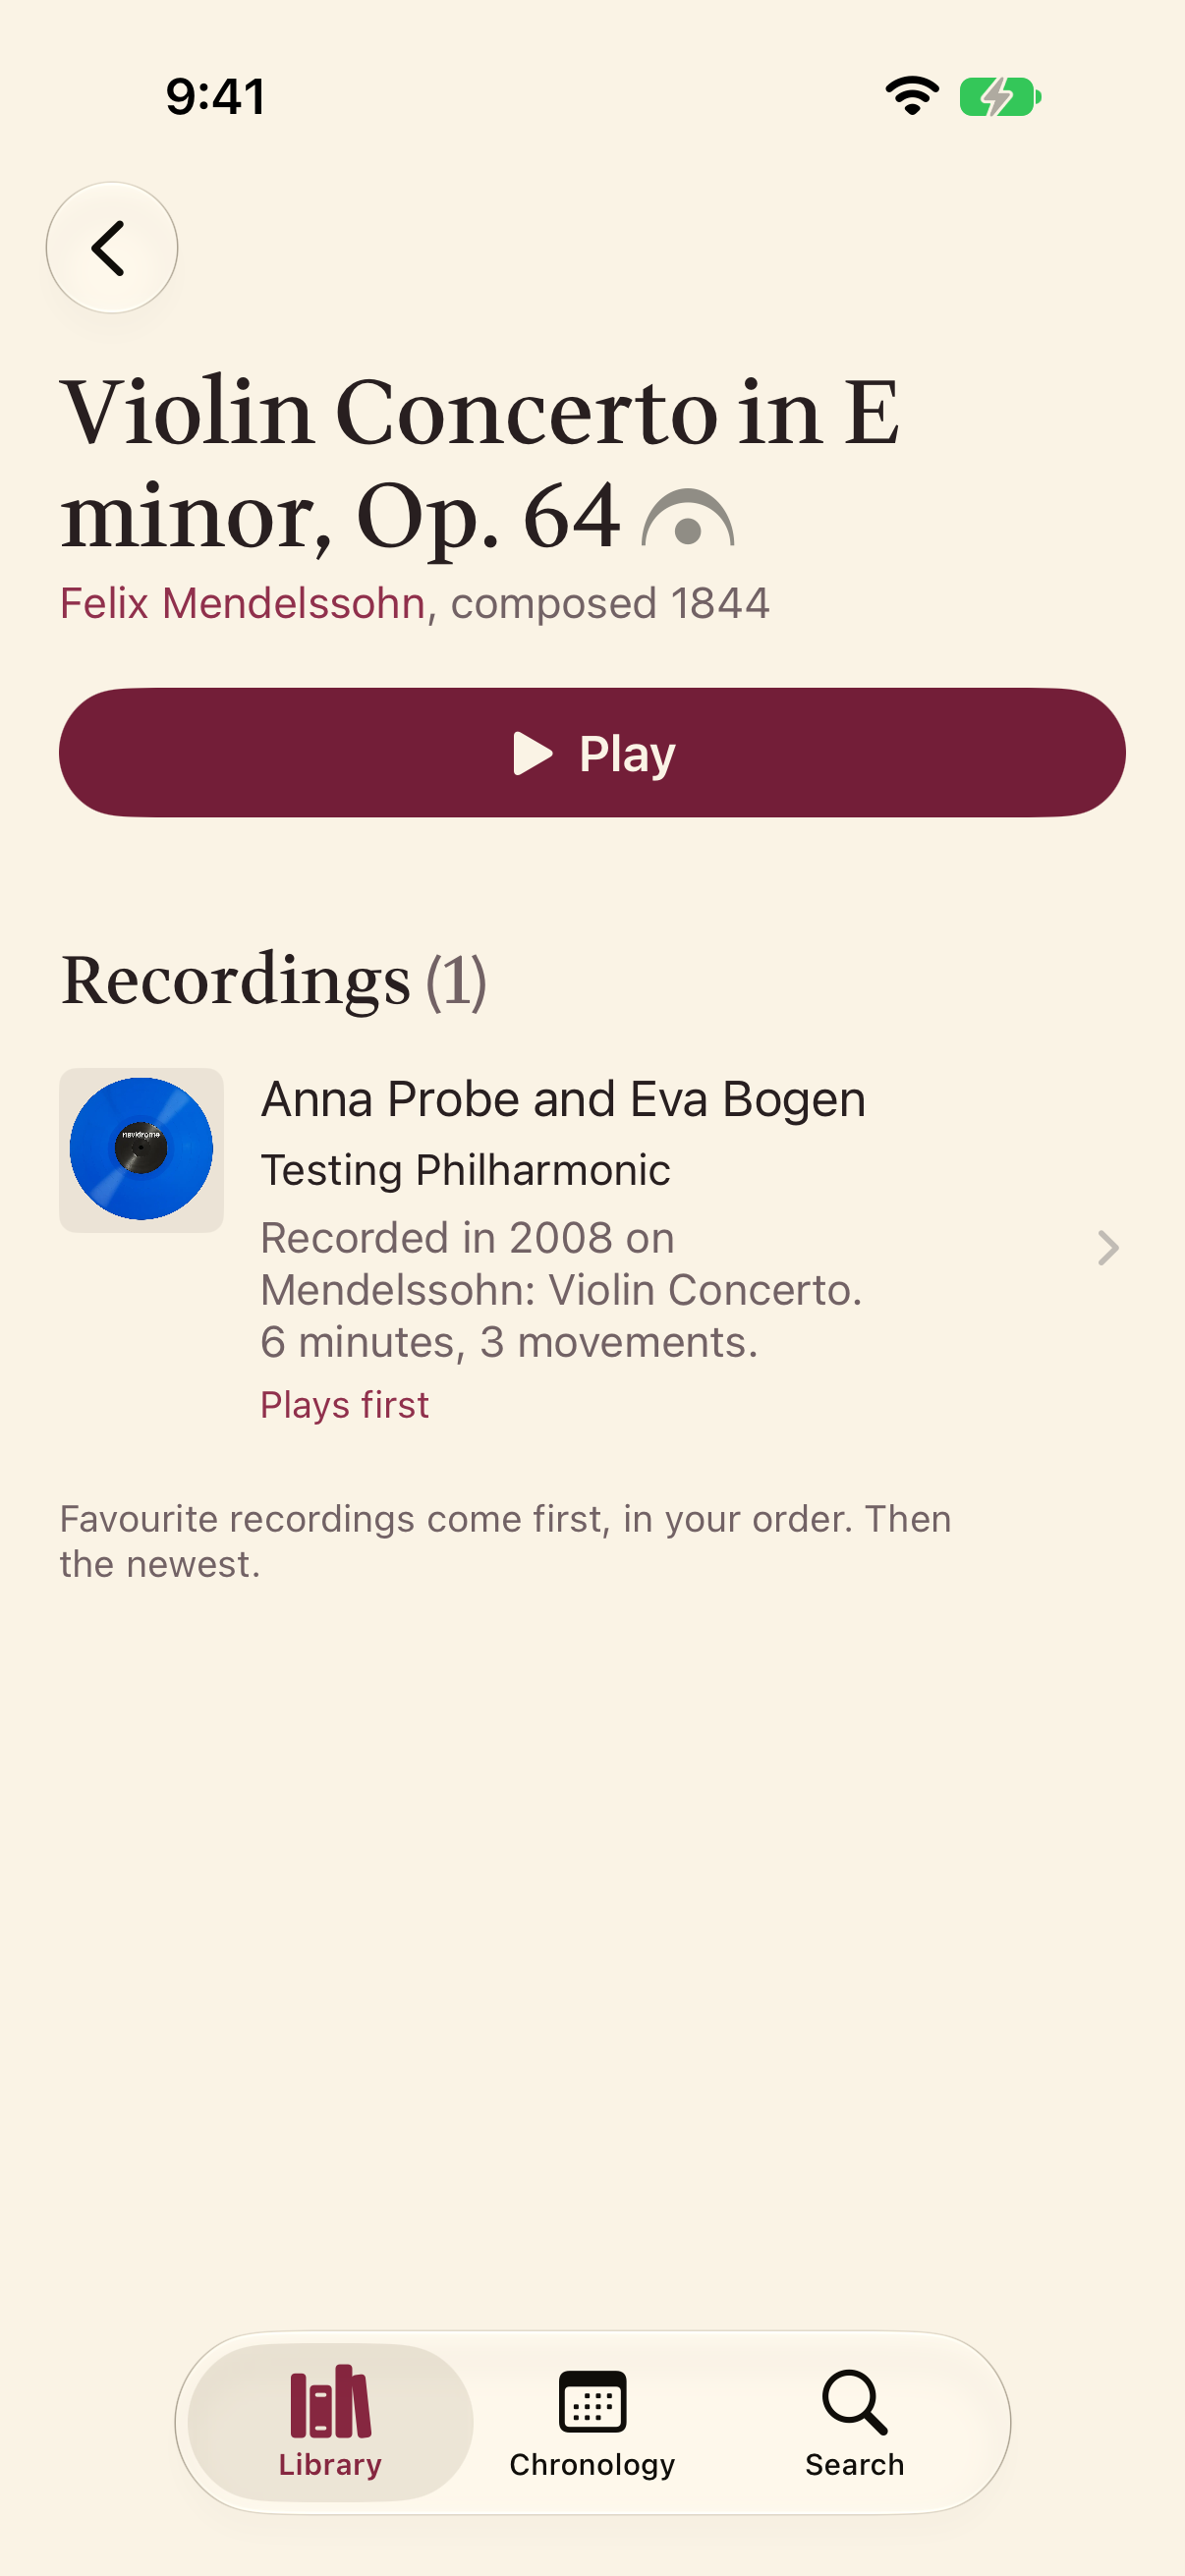 9:41
Violin Concerto in E
minor, Op. 64
Felix Mendelssohn, composed 1844
Play
Recordings (1)
navidrome
Anna Probe and Eva Bogen
Testing Philharmonic
Recorded in 2008 on
Mendelssohn: Violin Concerto.
6 minutes, 3 movements.
Plays first
Favourite recordings come first, in your order. Then
the newest.
Library
Chronology
Search